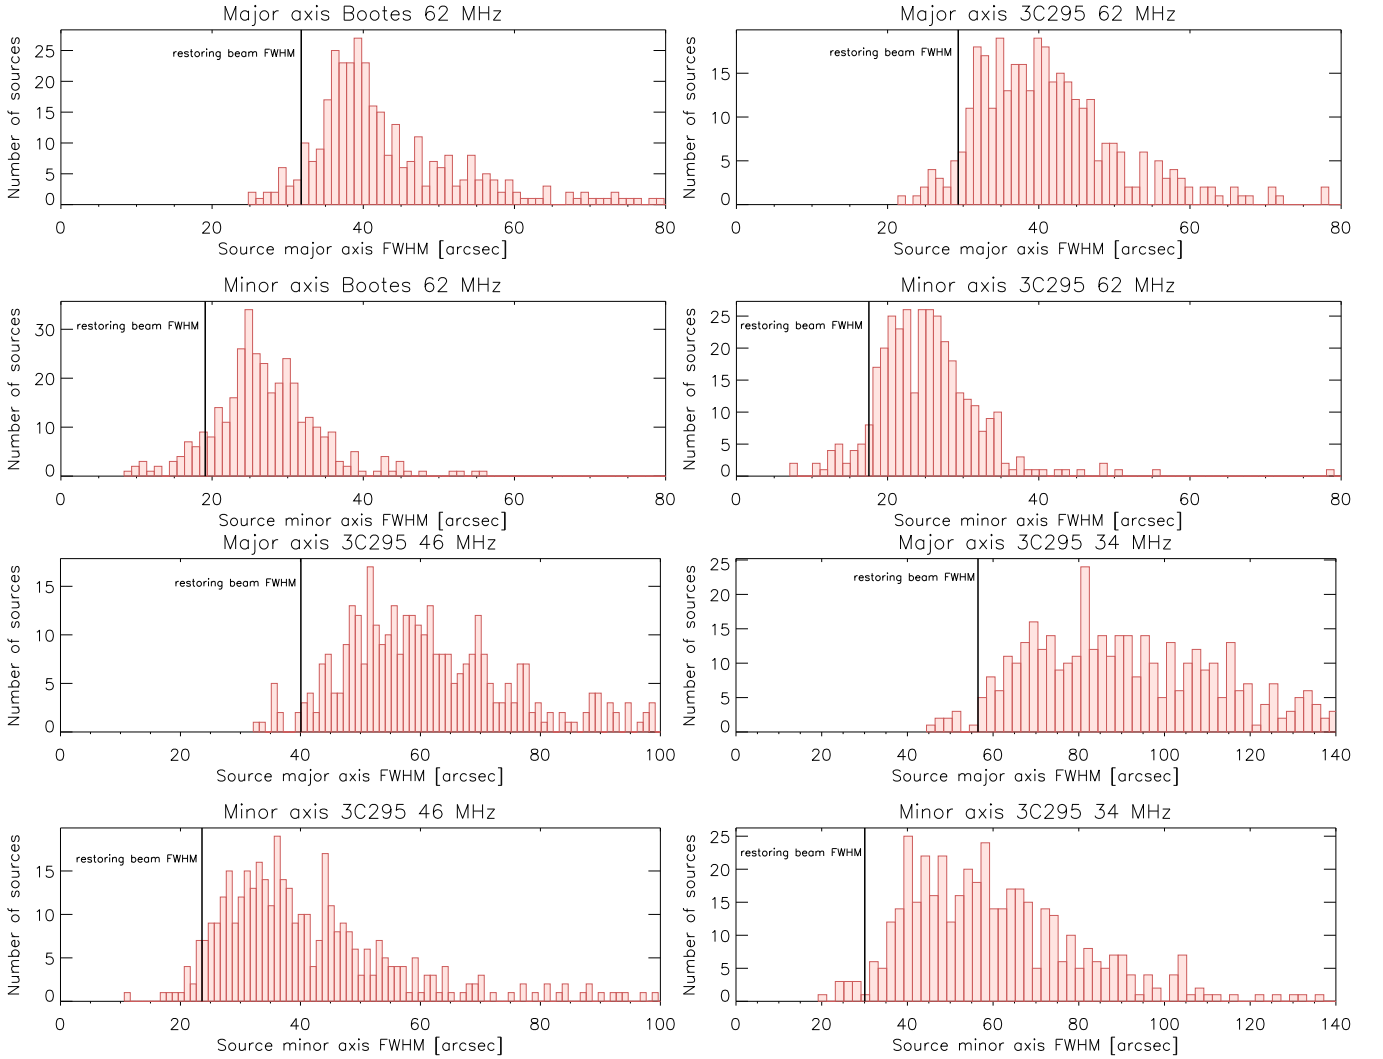 Major axis Bootes 62 MHz
Number of sources
25
20
15
10
5
0
restoring beam FWHM
0 20 40 60 80
Source major axis FWHM [arcsec]
Major axis 3C295 62 MHz
Number of sources
15
10
5
0
restoring beam FWHM
0 20 40 60 80
Source major axis FWHM [arcsec]
Minor axis Bootes 62 MHz
Number of sources
30
20
10
0
restoring beam FWHM
0 20 40 60 80
Source minor axis FWHM [arcsec]
Minor axis 3C295 62 MHz
Number of sources
25
20
15
10
5
0
restoring beam FWHM
0 20 40 60 80
Source minor axis FWHM [arcsec]
Major axis 3C295 46 MHz
Number of sources
15
10
5
0
restoring beam FWHM
0 20 40 60 80 100
Source major axis FWHM [arcsec]
Major axis 3C295 34 MHz
Number of sources
25
20
15
10
5
0
restoring beam FWHM
0 20 40 60 80 100 120 140
Source major axis FWHM [arcsec]
Minor axis 3C295 46 MHz
Number of sources
15
10
5
0
restoring beam FWHM
0 20 40 60 80 100
Source minor axis FWHM [arcsec]
Minor axis 3C295 34 MHz
Number of sources
25
20
15
10
5
0
restoring beam FWHM
0 20 40 60 80 100 120 140
Source minor axis FWHM [arcsec]